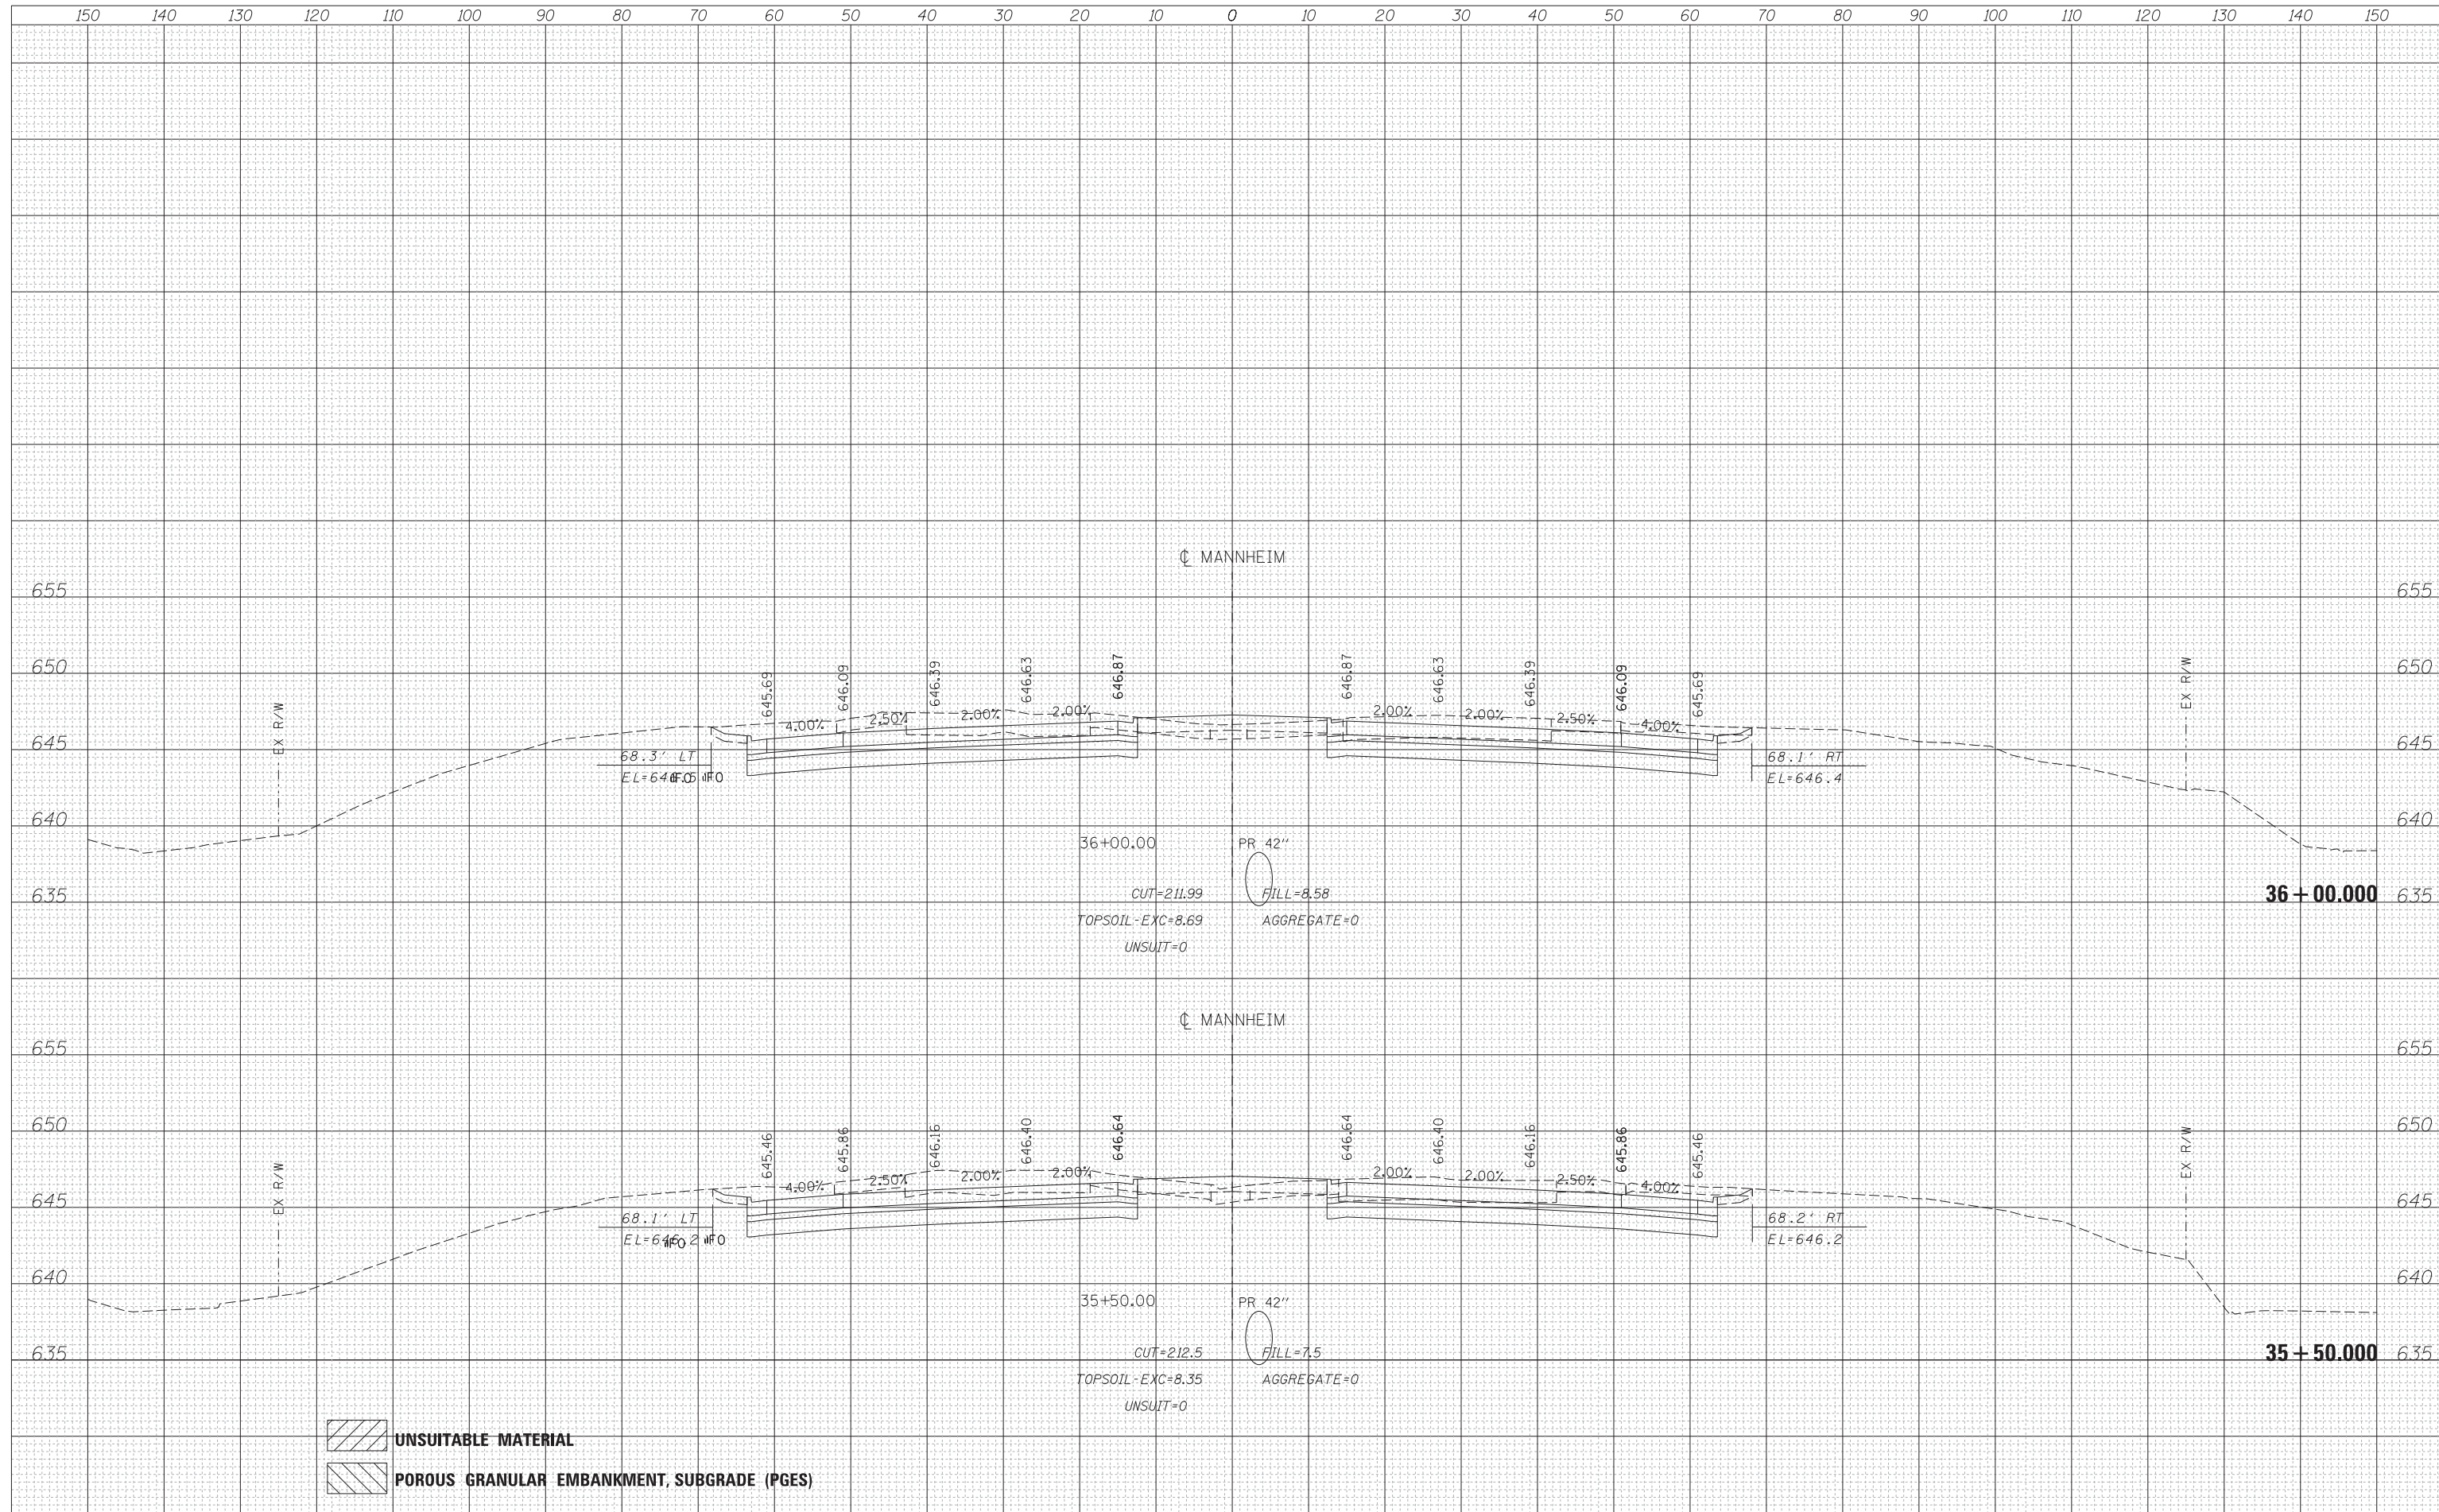 150 140 130 120 110 100 90 80 70 60 50 40 30 20 10 0 10 20 30 40 50 60 70 80 90 100 110 120 130 140 150
℄ MANNHEIM
655 655
650 650
EX R/W 645.69 646.09 646.39 646.63 646.87 646.87 646.63 646.39 646.09 645.69 EX R/W
4.00% 2.50% 2.00% 2.00% 2.00% 2.00% 2.50% 4.00%
645 645
68.3' LT 68.1' RT
EL=646.5 FO FO EL=646.4
640 640
36+00.00 PR 42"
CUT=211.99 FILL=8.58
635 36+00.000 635
TOPSOIL-EXC=8.69 AGGREGATE=0
UNSUIT=0
℄ MANNHEIM
655 655
650 650
EX R/W 645.46 645.86 646.16 646.40 646.64 646.64 646.40 646.16 645.86 645.46 EX R/W
4.00% 2.50% 2.00% 2.00% 2.00% 2.00% 2.50% 4.00%
645 645
68.1' LT 68.2' RT
EL=646.2 FO FO EL=646.2
640 640
35+50.00 PR 42"
CUT=212.5 FILL=7.5
635 35+50.000 635
TOPSOIL-EXC=8.35 AGGREGATE=0
UNSUIT=0
UNSUITABLE MATERIAL
POROUS GRANULAR EMBANKMENT, SUBGRADE (PGES)